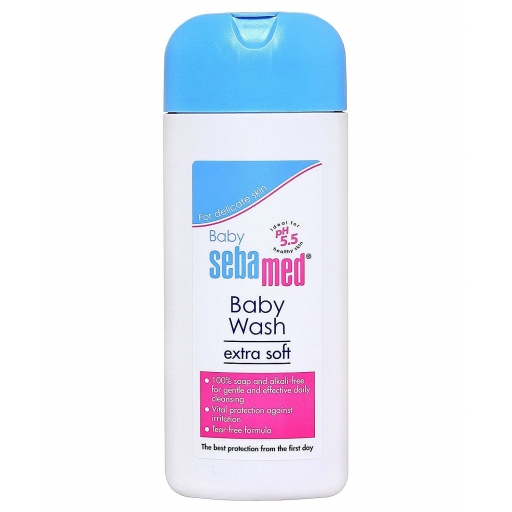 For delicate skin
ideal for
pH
5.5
healthy skin
Baby
sebamed®
Baby
Wash
extra soft
• 100% soap and alkali-free
for gentle and effective daily
cleansing
• Vital protection against
irritation
• Tear-free formula
The best protection from the first day